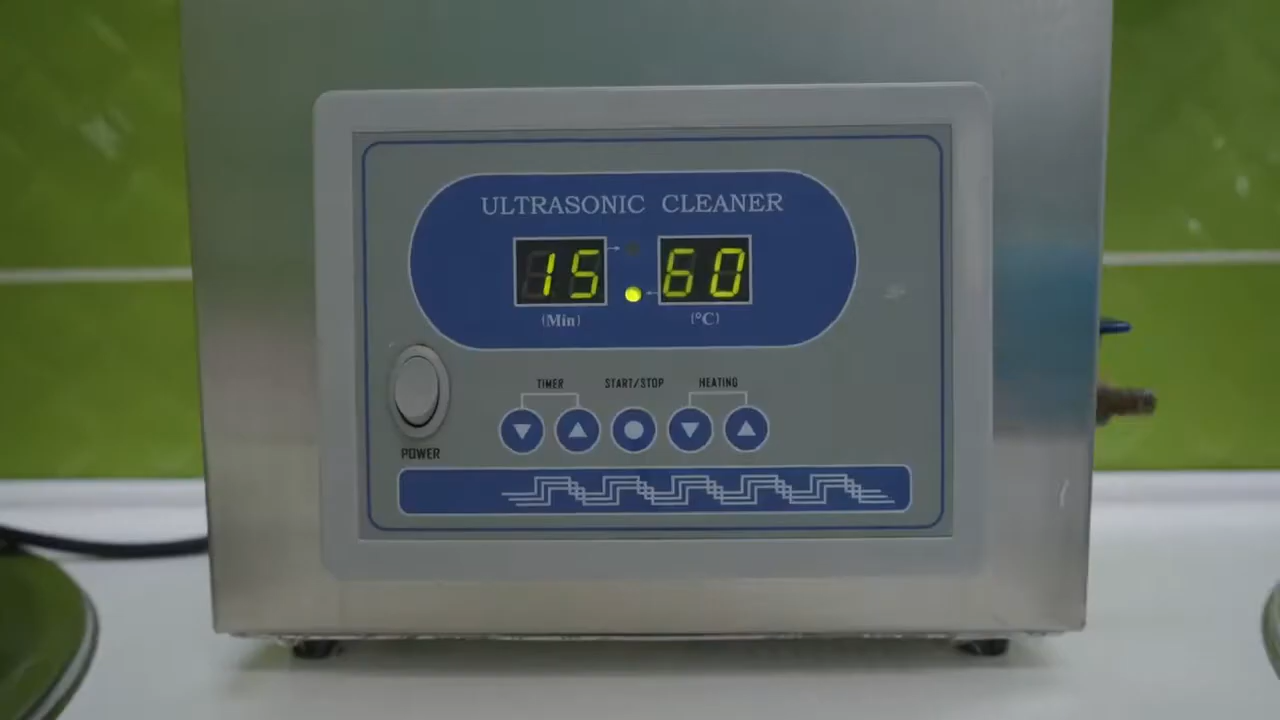 ULTRASONIC CLEANER
15 60
(Min) (°C)
TIMER START/STOP HEATING
POWER